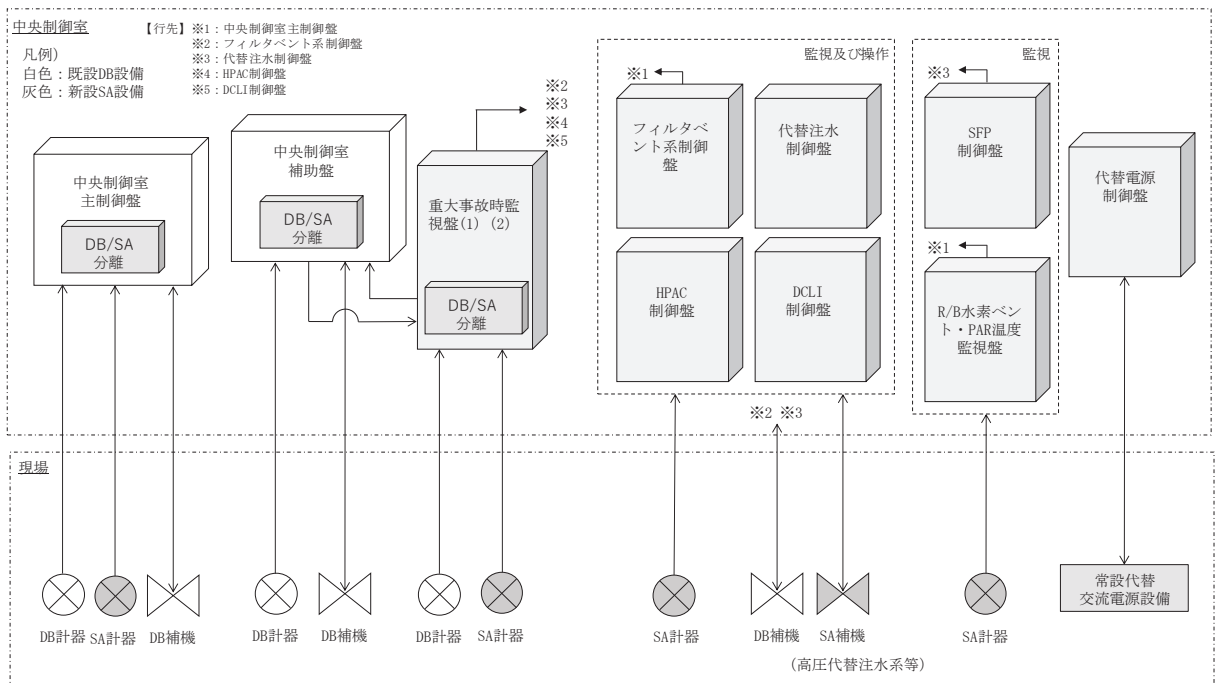 中央制御室
【行先】※1：中央制御室主制御盤
※2：フィルタベント系制御盤
※3：代替注水制御盤
※4：HPAC制御盤
※5：DCLI制御盤
凡例)
白色：既設DB設備
灰色：新設SA設備
中央制御室
主制御盤
DB/SA
分離
中央制御室
補助盤
DB/SA
分離
※2
※3
※4
※5
重大事故時監
視盤(1) (2)
DB/SA
分離
監視及び操作
※1
フィルタベ
ント系制御
盤
代替注水
制御盤
HPAC
制御盤
DCLI
制御盤
監視
※3
SFP
制御盤
※1
R/B水素ベン
ト・PAR温度
監視盤
代替電源
制御盤
※2 ※3
現場
DB計器
SA計器
DB補機
DB計器
DB補機
DB計器
SA計器
SA計器
DB補機
SA補機
(高圧代替注水系等)
SA計器
常設代替
交流電源設備